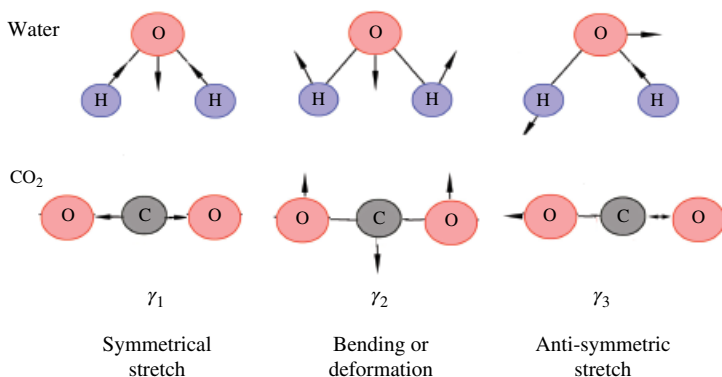 Water
O
H
H
O
H
H
O
H
H
CO₂
O
C
O
O
C
O
O
C
O
γ₁
γ₂
γ₃
Symmetrical
stretch
Bending or
deformation
Anti-symmetric
stretch